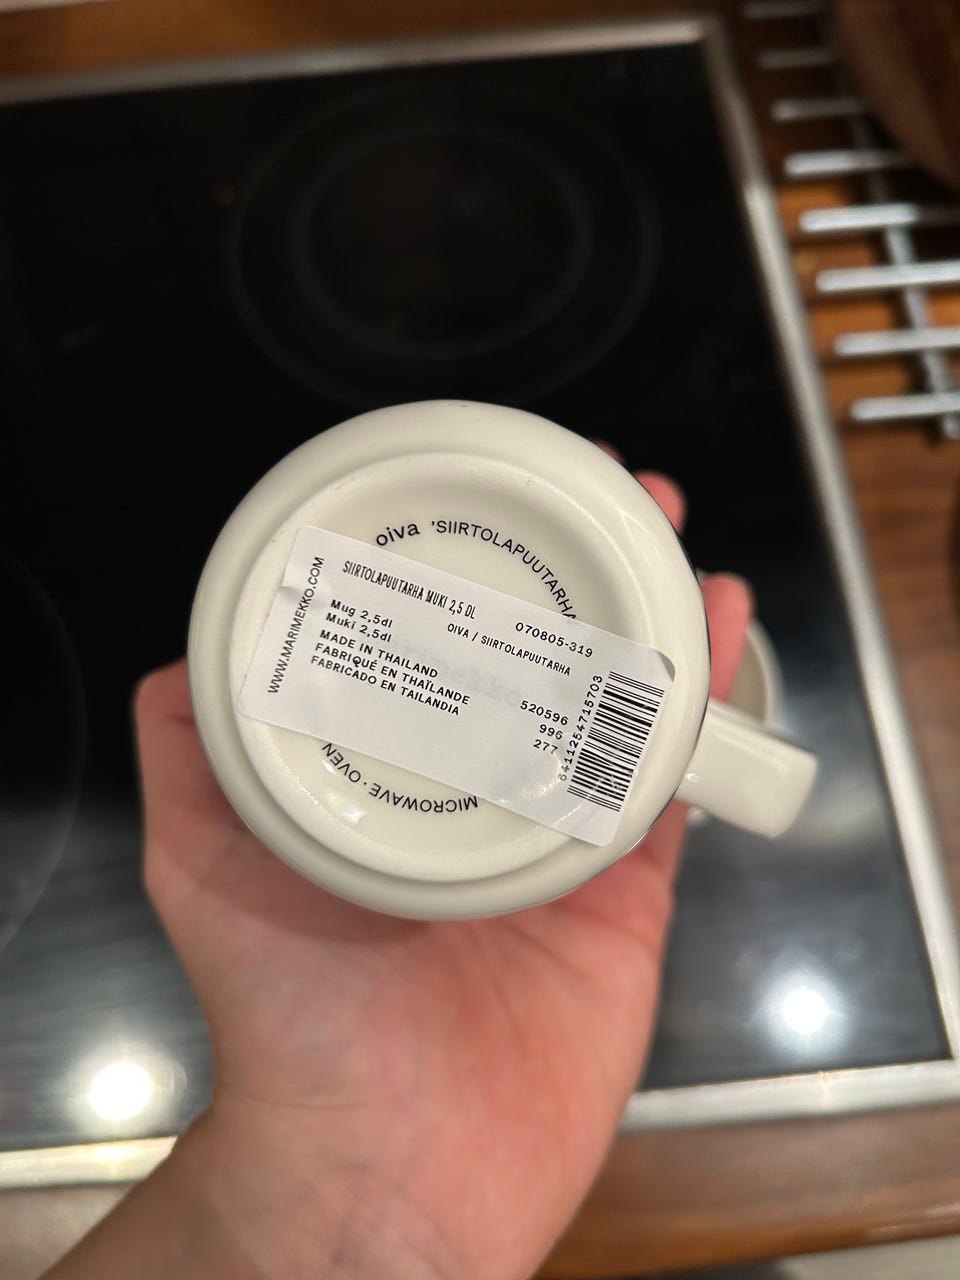 oiva 'SIIRTOLAPUUTARHA
WWW.MARIMEKKO.COM
SIIRTOLAPUUTARHA MUKI 2,5 DL
070805-319
Mug 2,5dl
OIVA / SIIRTOLAPUUTARHA
Muki 2,5dl
MADE IN THAILAND
FABRIQUÉ EN THAÏLANDE
FABRICADO EN TAILANDIA
520596
996
277
6411254715703
MICROWAVE · OVEN